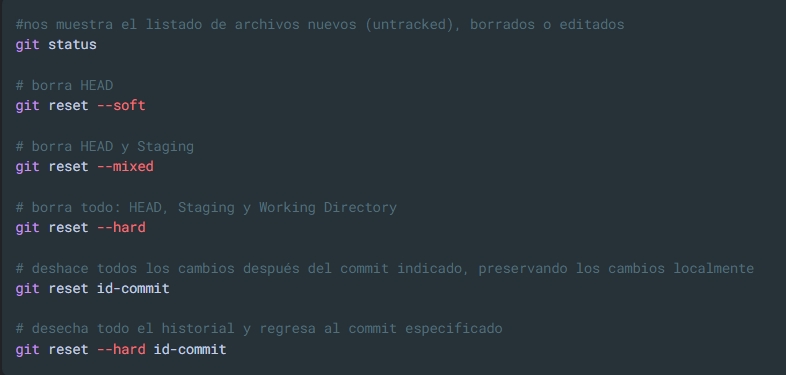 #nos muestra el listado de archivos nuevos (untracked), borrados o editados
git status
# borra HEAD
git reset --soft
# borra HEAD y Staging
git reset --mixed
# borra todo: HEAD, Staging y Working Directory
git reset --hard
# deshace todos los cambios después del commit indicado, preservando los cambios localmente
git reset id-commit
# desecha todo el historial y regresa al commit especificado
git reset --hard id-commit